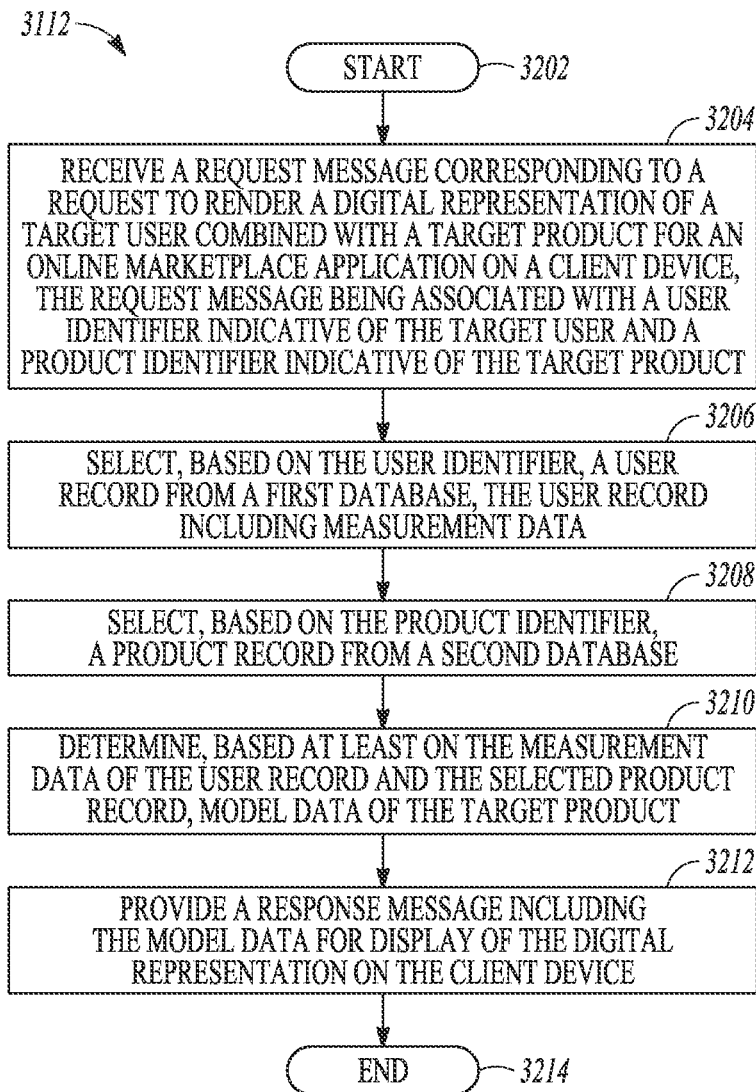 3112
START
3202
3204
RECEIVE A REQUEST MESSAGE CORRESPONDING TO A
REQUEST TO RENDER A DIGITAL REPRESENTATION OF A
TARGET USER COMBINED WITH A TARGET PRODUCT FOR AN
ONLINE MARKETPLACE APPLICATION ON A CLIENT DEVICE,
THE REQUEST MESSAGE BEING ASSOCIATED WITH A USER
IDENTIFIER INDICATIVE OF THE TARGET USER AND A
PRODUCT IDENTIFIER INDICATIVE OF THE TARGET PRODUCT
3206
SELECT, BASED ON THE USER IDENTIFIER, A USER
RECORD FROM A FIRST DATABASE, THE USER RECORD
INCLUDING MEASUREMENT DATA
3208
SELECT, BASED ON THE PRODUCT IDENTIFIER,
A PRODUCT RECORD FROM A SECOND DATABASE
3210
DETERMINE, BASED AT LEAST ON THE MEASUREMENT
DATA OF THE USER RECORD AND THE SELECTED PRODUCT
RECORD, MODEL DATA OF THE TARGET PRODUCT
3212
PROVIDE A RESPONSE MESSAGE INCLUDING
THE MODEL DATA FOR DISPLAY OF THE DIGITAL
REPRESENTATION ON THE CLIENT DEVICE
END
3214